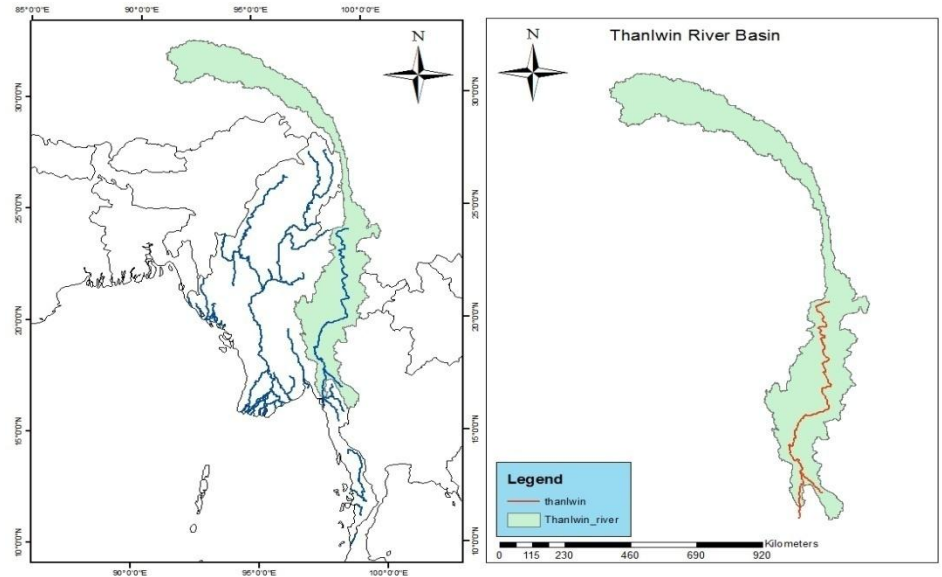 85°0'0"E 90°0'0"E 95°0'0"E 100°0'0"E
N
30°0'0"N
25°0'0"N
20°0'0"N
15°0'0"N
10°0'0"N
30°0'0"N
25°0'0"N
20°0'0"N
15°0'0"N
10°0'0"N
90°0'0"E 95°0'0"E 100°0'0"E
N
Thanlwin River Basin
Legend
thanlwin
Thanlwin_river
Kilometers
0 115 230 460 690 920